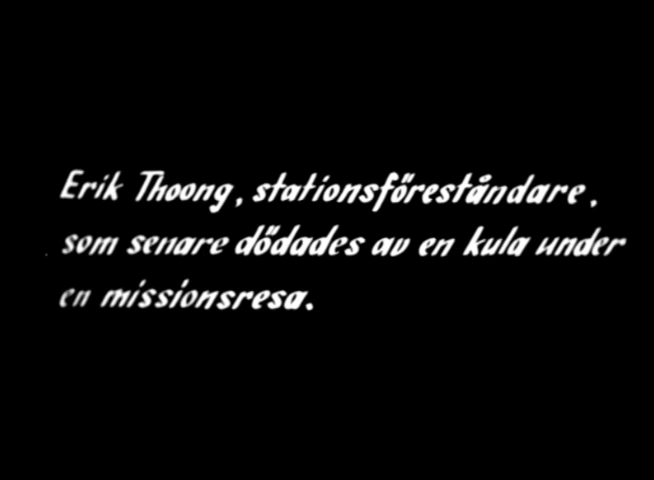 Erik Thoong, stationsföreståndare.
som senare dödades av en kula under
en missionsresa.